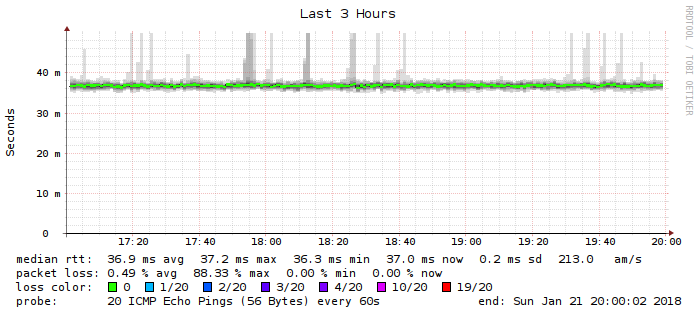 Last 3 Hours
RRDTOOL / TOBI OETIKER
Seconds
40 m
30 m
20 m
10 m
0
17:20 17:40 18:00 18:20 18:40 19:00 19:20 19:40 20:00
median rtt: 36.9 ms avg 37.2 ms max 36.3 ms min 37.0 ms now 0.2 ms sd 213.0 am/s
packet loss: 0.49 % avg 88.33 % max 0.00 % min 0.00 % now
loss color: 0 1/20 2/20 3/20 4/20 10/20 19/20
probe: 20 ICMP Echo Pings (56 Bytes) every 60s end: Sun Jan 21 20:00:02 2018